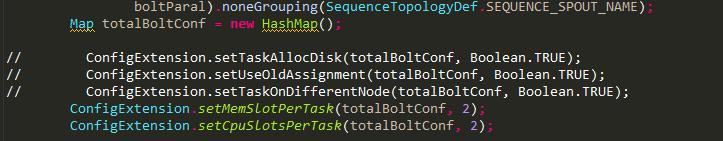 boltParal).noneGrouping(SequenceTopologyDef.SEQUENCE_SPOUT_NAME);
Map totalBoltConf = new HashMap();
//        ConfigExtension.setTaskAllocDisk(totalBoltConf, Boolean.TRUE);
//        ConfigExtension.setUseOldAssignment(totalBoltConf, Boolean.TRUE);
//        ConfigExtension.setTaskOnDifferentNode(totalBoltConf, Boolean.TRUE);
ConfigExtension.setMemSlotPerTask(totalBoltConf, 2);
ConfigExtension.setCpuSlotsPerTask(totalBoltConf, 2);